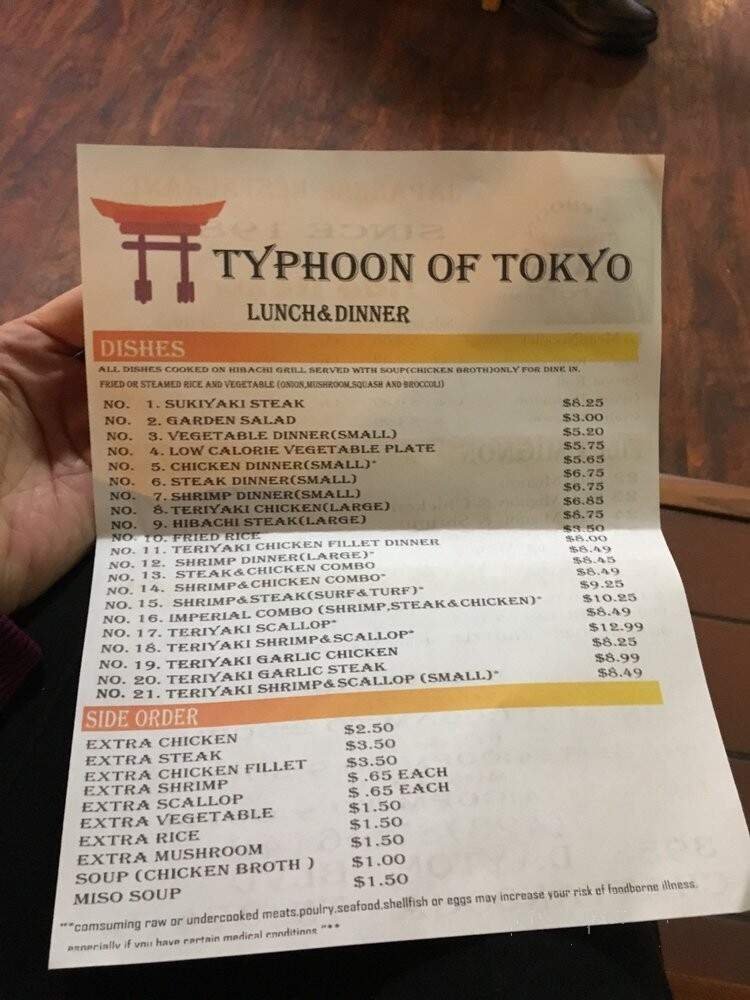 TYPHOON OF TOKYO
LUNCH&DINNER
DISHES
ALL DISHES COOKED ON HIBACHI GRILL SERVED WITH SOUP(CHICKEN BROTH)ONLY FOR DINE IN,
FRIED OR STEAMED RICE AND VEGETABLE (ONION,MUSHROOM,SQUASH AND BROCCOLI)
NO. 1. SUKIYAKI STEAK $8.25
NO. 2. GARDEN SALAD $3.00
NO. 3. VEGETABLE DINNER(SMALL) $5.20
NO. 4. LOW CALORIE VEGETABLE PLATE $5.75
NO. 5. CHICKEN DINNER(SMALL)* $5.65
NO. 6. STEAK DINNER(SMALL) $6.75
NO. 7. SHRIMP DINNER(SMALL) $6.75
NO. 8. TERIYAKI CHICKEN(LARGE) $6.85
NO. 9. HIBACHI STEAK(LARGE) $8.75
NO. 10. FRIED RICE $3.50
NO. 11. TERIYAKI CHICKEN FILLET DINNER $8.00
NO. 12. SHRIMP DINNER(LARGE)* $8.49
NO. 13. STEAK&CHICKEN COMBO $8.45
NO. 14. SHRIMP&CHICKEN COMBO* $8.49
NO. 15. SHRIMP&STEAK(SURF&TURF)* $9.25
NO. 16. IMPERIAL COMBO (SHRIMP,STEAK&CHICKEN)* $10.25
NO. 17. TERIYAKI SCALLOP* $8.49
NO. 18. TERIYAKI SHRIMP&SCALLOP* $12.99
NO. 19. TERIYAKI GARLIC CHICKEN $8.25
NO. 20. TERIYAKI GARLIC STEAK $8.99
NO. 21. TERIYAKI SHRIMP&SCALLOP (SMALL)* $8.49
SIDE ORDER
EXTRA CHICKEN $2.50
EXTRA STEAK $3.50
EXTRA CHICKEN FILLET $3.50
EXTRA SHRIMP $ .65 EACH
EXTRA SCALLOP $ .65 EACH
EXTRA VEGETABLE $1.50
EXTRA RICE $1.50
EXTRA MUSHROOM $1.50
SOUP (CHICKEN BROTH ) $1.00
MISO SOUP $1.50
**comsuming raw or undercooked meats,poulry,seafood,shellfish or eggs may increase your risk of foodborne illness,
especially if you have certain medical conditions ***